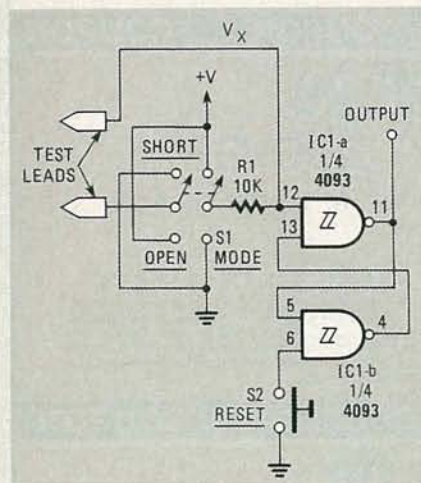 VX
+V
OUTPUT
SHORT
IC1-a
1/4
4093
TEST
LEADS
R1
10K
12
11
13
S1
OPEN
MODE
5
4
6
IC1-b
1/4
4093
S2
RESET